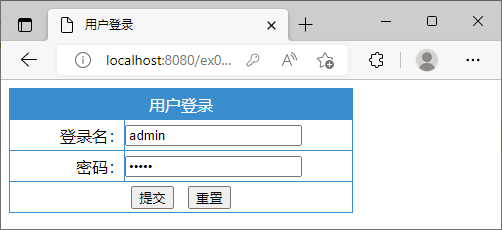 用户登录
localhost:8080/ex0...
用户登录
登录名： admin
密码： •••••
提交 重置